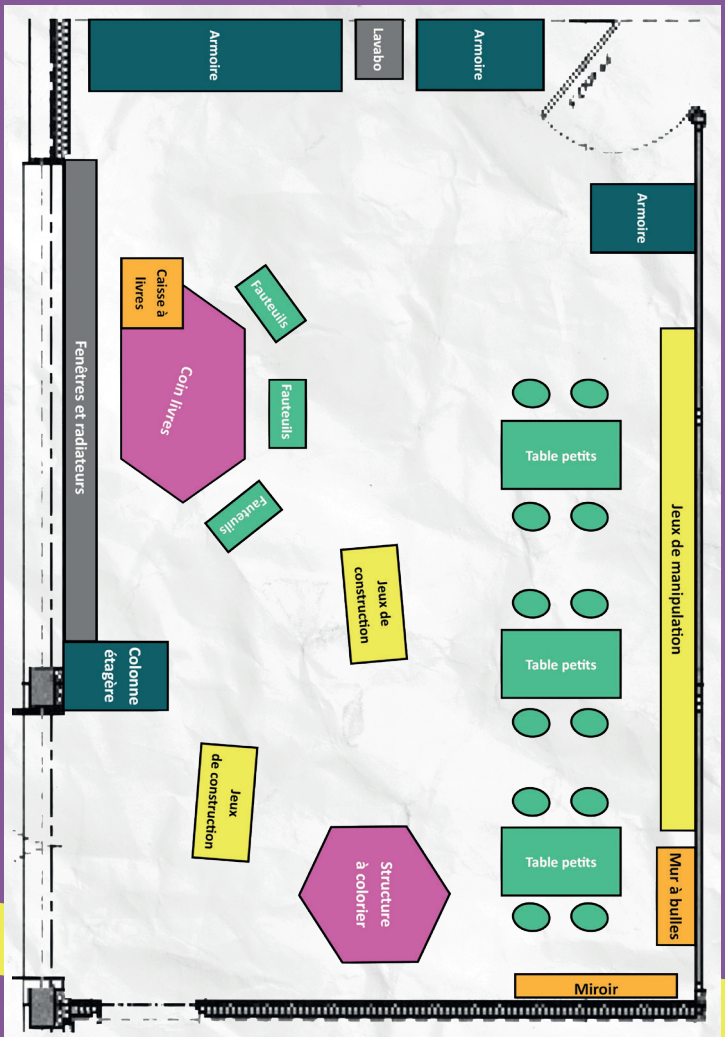 Armoire
Lavabo
Armoire
Armoire
Caisse à
livres
Fauteuils
Coin livres
Fauteuils
Fauteuils
Fenêtres et radiateurs
Table petits
Jeux de manipulation
Jeux de
construction
Table petits
Colonne
étagère
Jeux
de construction
Structure
à colorier
Table petits
Mur à bulles
Miroir